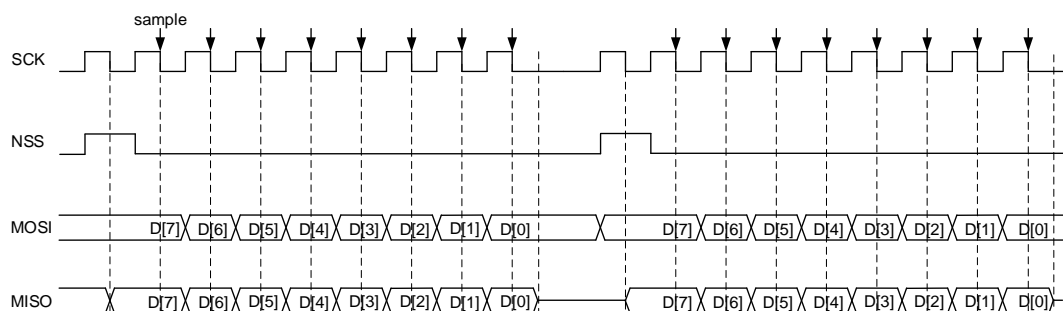 sample
SCK
NSS
MOSI D[7] D[6] D[5] D[4] D[3] D[2] D[1] D[0] D[7] D[6] D[5] D[4] D[3] D[2] D[1] D[0]
MISO D[7] D[6] D[5] D[4] D[3] D[2] D[1] D[0] D[7] D[6] D[5] D[4] D[3] D[2] D[1] D[0]